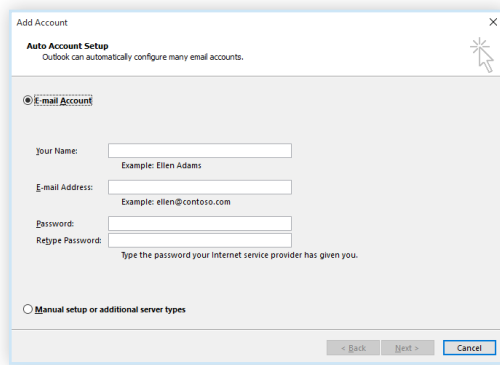 Add Account
Auto Account Setup
Outlook can automatically configure many email accounts.
E-mail Account
Your Name:
Example: Ellen Adams
E-mail Address:
Example: ellen@contoso.com
Password:
Retype Password:
Type the password your Internet service provider has given you.
Manual setup or additional server types
< Back Next > Cancel